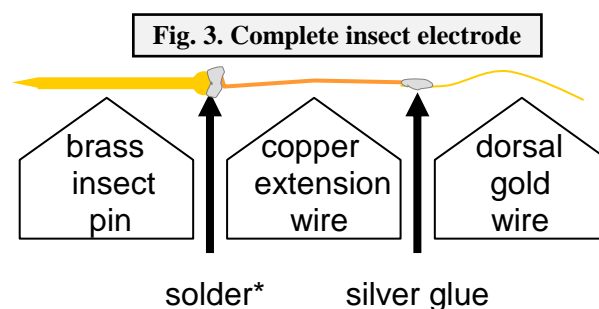 Fig. 3. Complete insect electrode
brass
insect
pin
copper
extension
wire
dorsal
gold
wire
solder*
silver glue